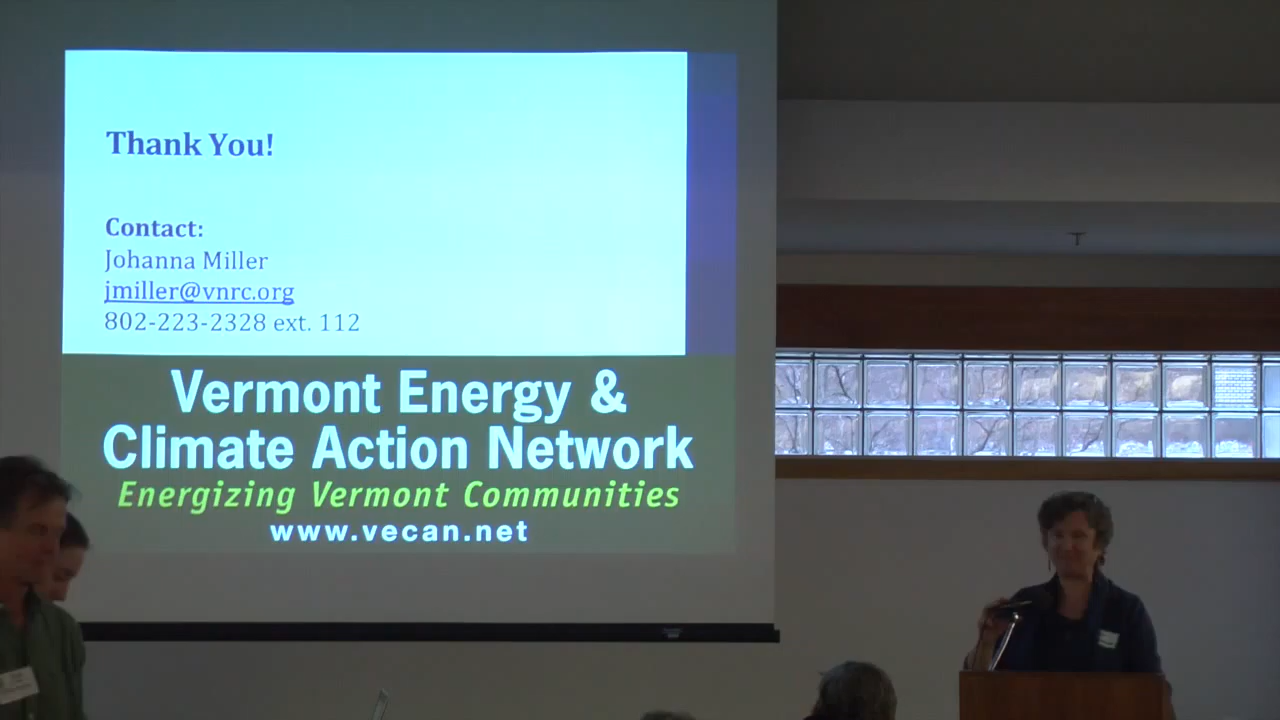 Thank You!
Contact:
Johanna Miller
jmiller@vnrc.org
802-223-2328 ext. 112
Vermont Energy &
Climate Action Network
Energizing Vermont Communities
www.vecan.net